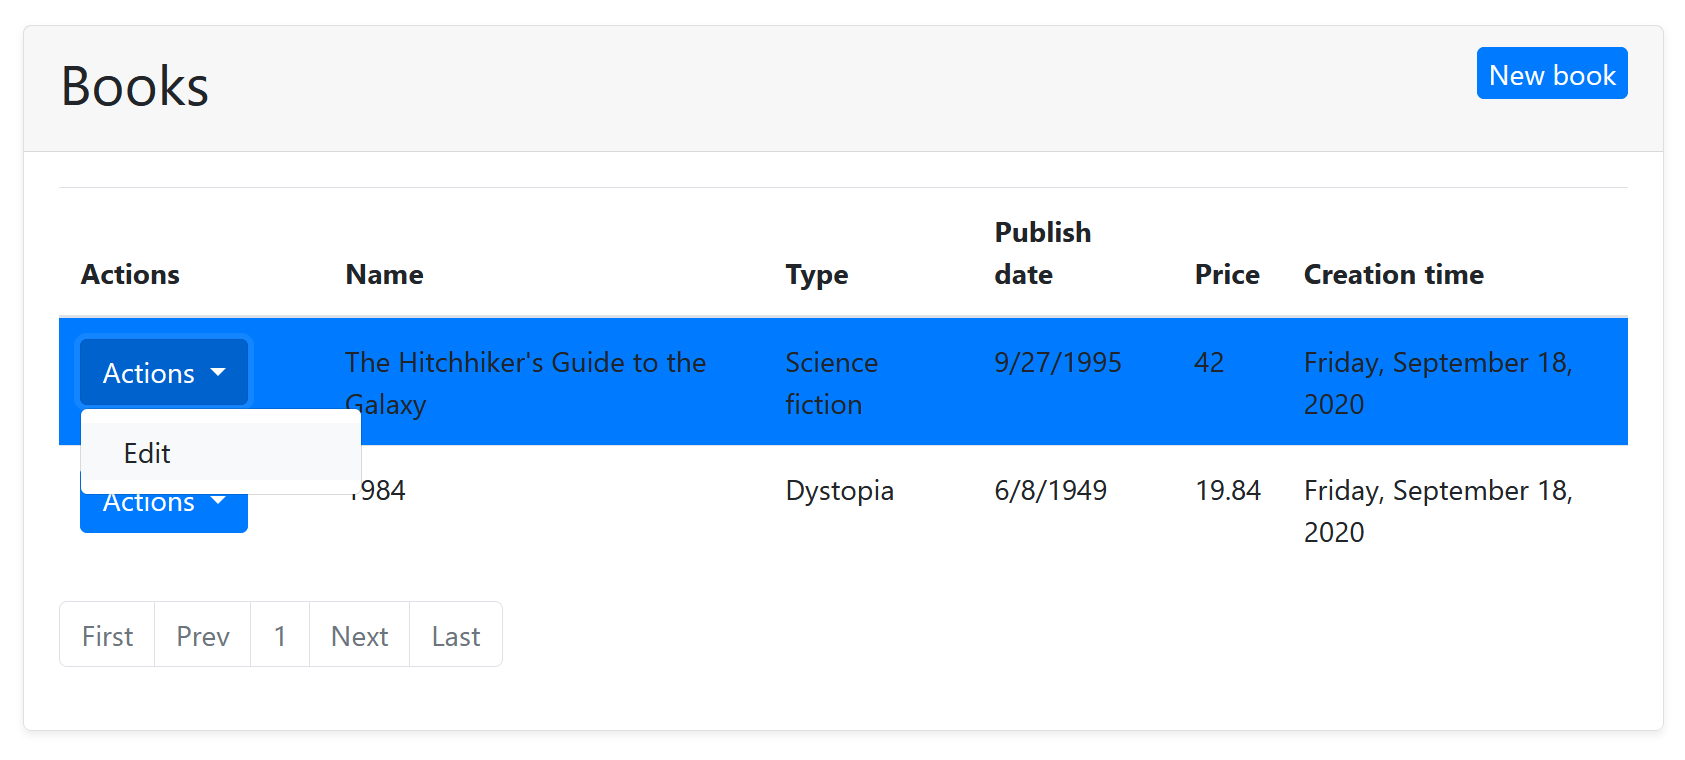 Books
New book
Actions Name Type Publish date Price Creation time
Actions The Hitchhiker's Guide to the Science 9/27/1995 42 Friday, September 18,
Galaxy fiction 2020
Edit
Actions 1984 Dystopia 6/8/1949 19.84 Friday, September 18,
2020
First Prev 1 Next Last